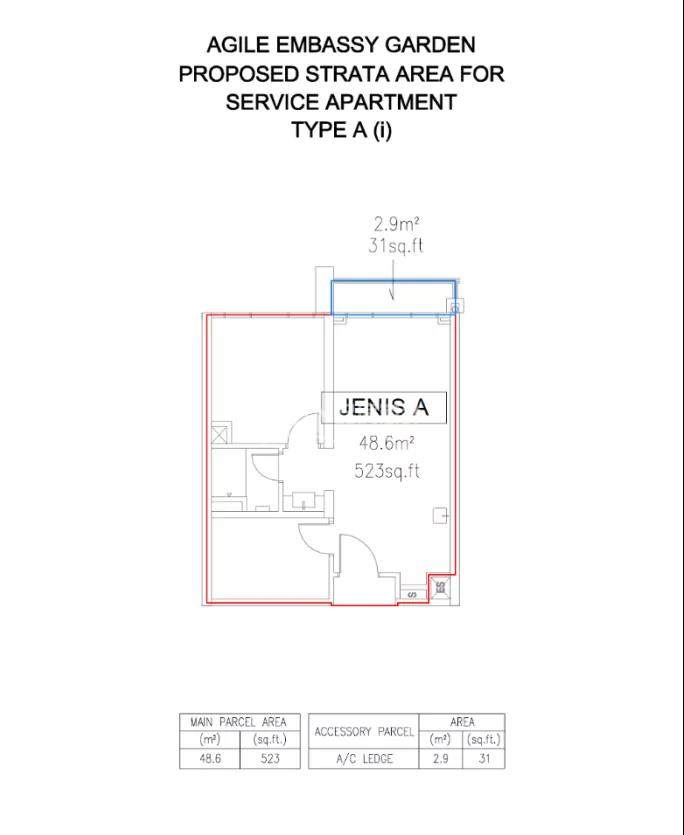 AGILE EMBASSY GARDEN
PROPOSED STRATA AREA FOR
SERVICE APARTMENT
TYPE A (i)
2.9m²
31sq.ft
JENIS A
48.6m²
523sq.ft
S
ES
MAIN PARCEL AREA
(m²) (sq.ft.)
48.6 523
ACCESSORY PARCEL AREA
(m²) (sq.ft.)
A/C LEDGE 2.9 31